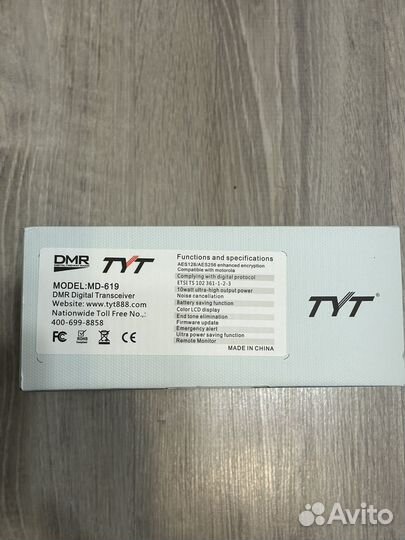 DMR TYT
MODEL:MD-619
DMR Digital Transceiver
Website: www.tyt888.com
Nationwide Toll Free No.,:
400-699-8858
Functions and specifications
AES128/AES256 enhanced encryption
Compatible with motorola
Complying with digital protocol
ETSI TS 102 361-1-2-3
10watt ultra-high output power
Noise cancellation
Battery saving function
Color LCD display
End tone elimination
Firmware update
Emergency alert
Ultra power saving function
Remote Monitor
MADE IN CHINA
TYT®
Avito